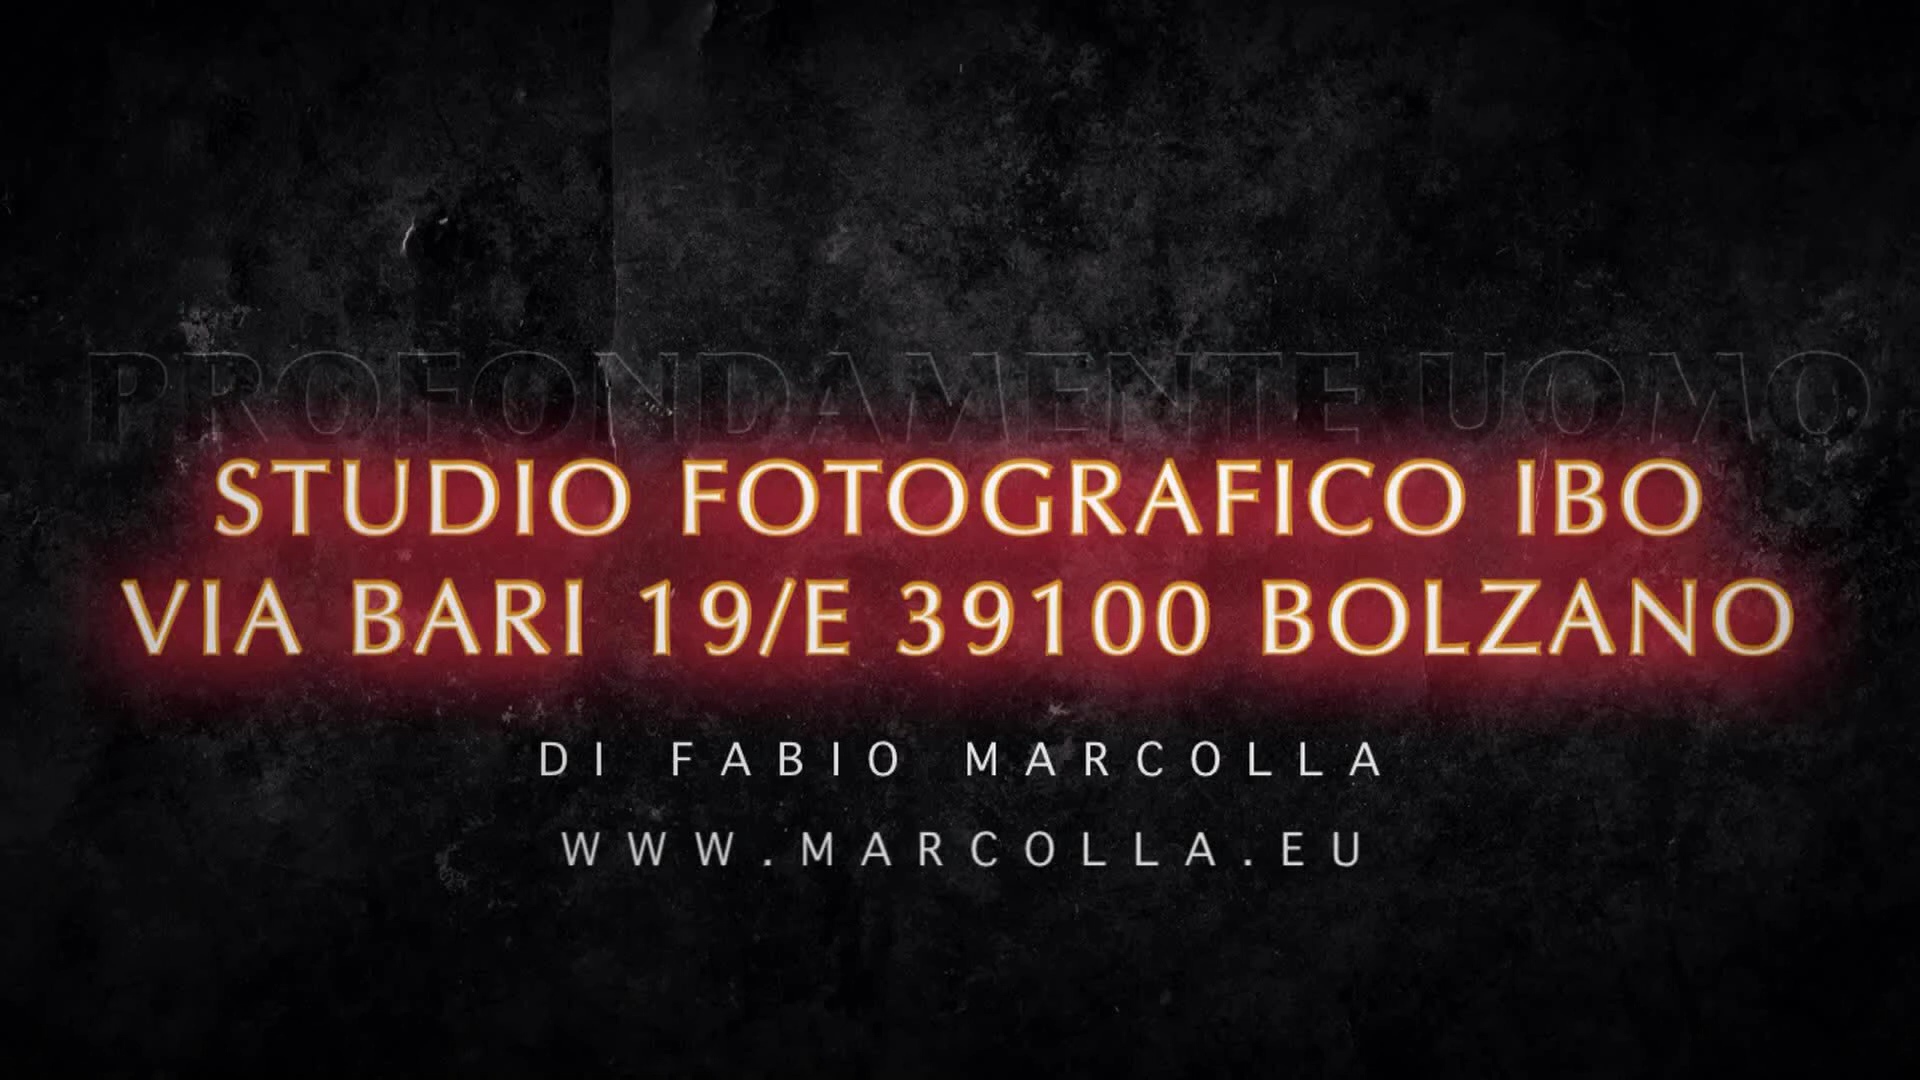 PROFONDAMENTE UOMO
STUDIO FOTOGRAFICO IBO
VIA BARI 19/E 39100 BOLZANO
DI FABIO MARCOLLA
WWW.MARCOLLA.EU